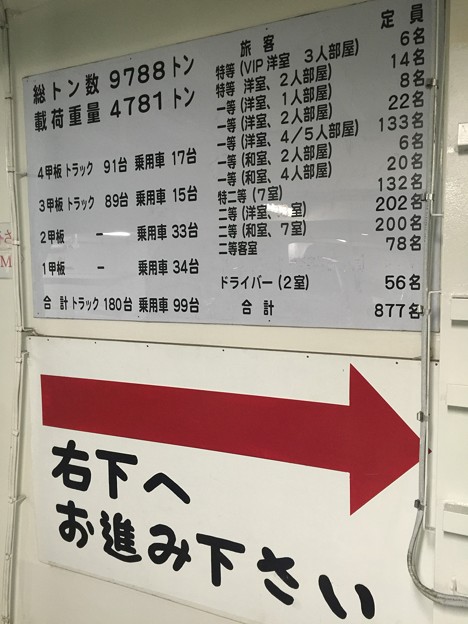 総トン数 9788トン
載荷重量 4781トン
4甲板 トラック 91台 乗用車 17台
3甲板 トラック 89台 乗用車 15台
2甲板 － 乗用車 33台
1甲板 － 乗用車 34台
合計 トラック 180台 乗用車 99台
旅客 定員
特等 (VIP洋室 3人部屋) 6名
特等 (洋室、2人部屋) 14名
一等 (洋室、1人部屋) 8名
一等 (洋室、2人部屋) 22名
一等 (洋室、4/5人部屋) 133名
一等 (和室、2人部屋) 6名
一等 (和室、4人部屋) 20名
特二等 (7室) 132名
二等 (洋室、室) 202名
二等 (和室、7室) 200名
二等客室 78名
ドライバー (2室) 56名
合計 877名
右下へ
お進み下さい